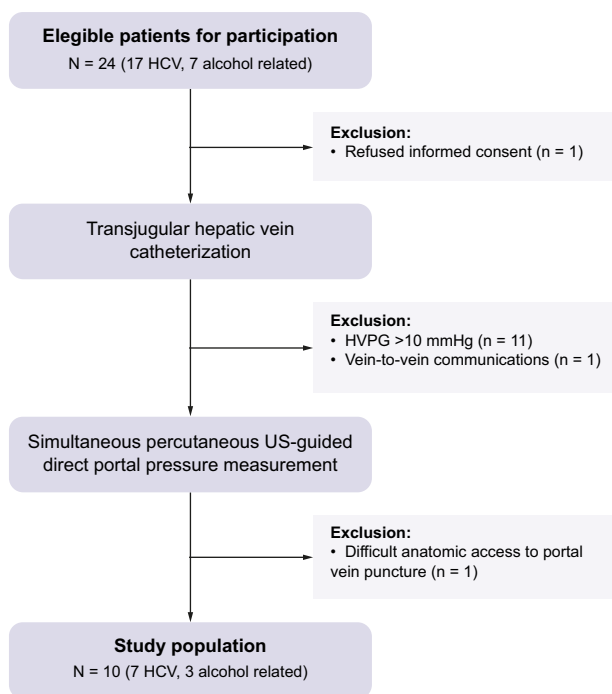 Elegible patients for participation
N = 24 (17 HCV, 7 alcohol related)
Exclusion:
• Refused informed consent (n = 1)
Transjugular hepatic vein
catheterization
Exclusion:
• HVPG >10 mmHg (n = 11)
• Vein-to-vein communications (n = 1)
Simultaneous percutaneous US-guided
direct portal pressure measurement
Exclusion:
• Difficult anatomic access to portal
vein puncture (n = 1)
Study population
N = 10 (7 HCV, 3 alcohol related)